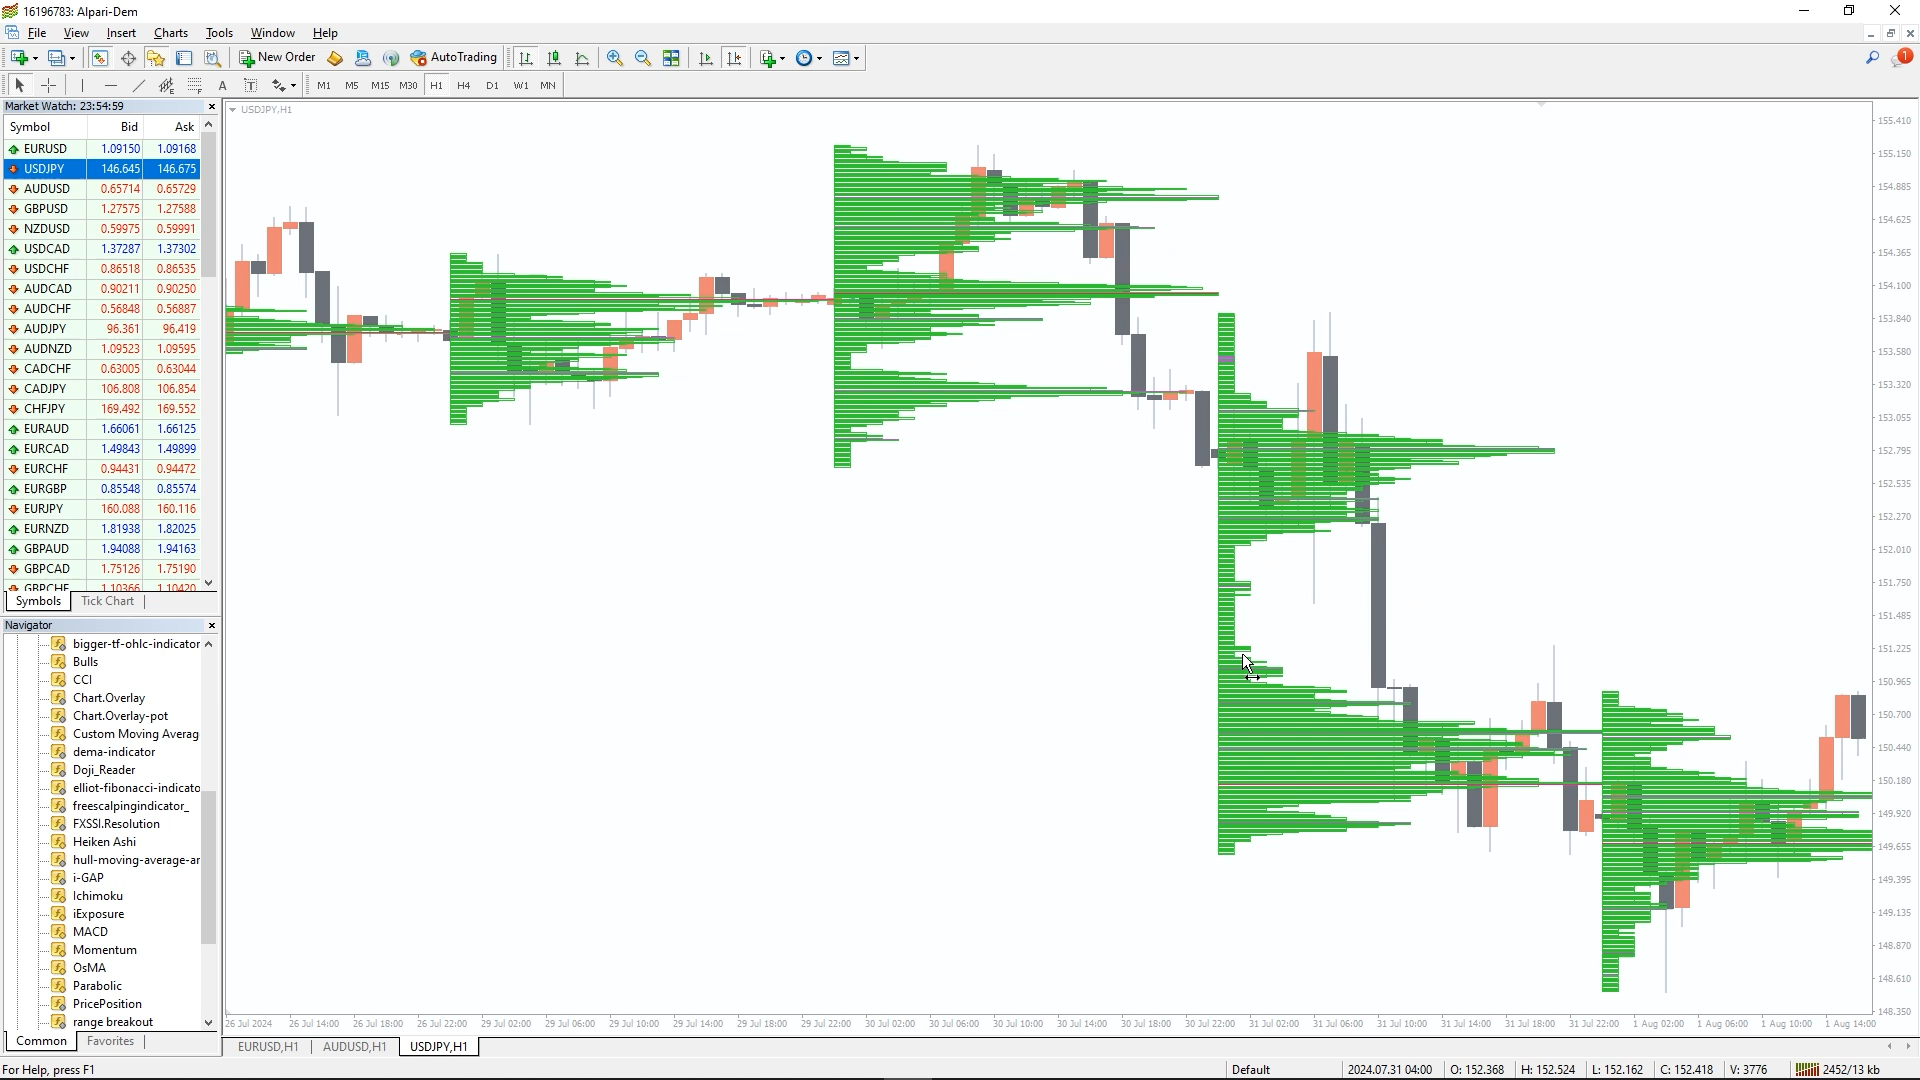 16196783: Alpari-Dem
File View Insert Charts Tools Window Help
New Order AutoTrading
A T M1 M5 M15 M30 H1 H4 D1 W1 MN
Market Watch: 23:54:59
Symbol Bid Ask
EURUSD 1.09150 1.09168
USDJPY 146.645 146.675
AUDUSD 0.65714 0.65729
GBPUSD 1.27575 1.27588
NZDUSD 0.59975 0.59991
USDCAD 1.37287 1.37302
USDCHF 0.86518 0.86535
AUDCAD 0.90211 0.90250
AUDCHF 0.56848 0.56887
AUDJPY 96.361 96.419
AUDNZD 1.09523 1.09595
CADCHF 0.63005 0.63044
CADJPY 106.808 106.854
CHFJPY 169.492 169.552
EURAUD 1.66061 1.66125
EURCAD 1.49843 1.49899
EURCHF 0.94431 0.94472
EURGBP 0.85548 0.85574
EURJPY 160.088 160.116
EURNZD 1.81938 1.82025
GBPAUD 1.94088 1.94163
GBPCAD 1.75126 1.75190
GBPCHF 1.10366 1.10420
Symbols Tick Chart
Navigator
bigger-tf-ohlc-indicator
Bulls
CCI
Chart.Overlay
Chart.Overlay-pot
Custom Moving Averag
dema-indicator
Doji_Reader
elliot-fibonacci-indicato
freescalpingindicator_
FXSSI.Resolution
Heiken Ashi
hull-moving-average-ar
i-GAP
Ichimoku
iExposure
MACD
Momentum
OsMA
Parabolic
PricePosition
range breakout
Common Favorites
USDJPY,H1
155.410
155.150
154.885
154.625
154.365
154.100
153.840
153.580
153.320
153.055
152.795
152.535
152.270
152.010
151.750
151.485
151.225
150.965
150.700
150.440
150.180
149.920
149.655
149.395
149.135
148.870
148.610
148.350
26 Jul 2024 26 Jul 14:00 26 Jul 18:00 26 Jul 22:00 29 Jul 02:00 29 Jul 06:00 29 Jul 10:00 29 Jul 14:00 29 Jul 18:00 29 Jul 22:00 30 Jul 02:00 30 Jul 06:00 30 Jul 10:00 30 Jul 14:00 30 Jul 18:00 30 Jul 22:00 31 Jul 02:00 31 Jul 06:00 31 Jul 10:00 31 Jul 14:00 31 Jul 18:00 31 Jul 22:00 1 Aug 02:00 1 Aug 06:00 1 Aug 10:00 1 Aug 14:00
EURUSD,H1 AUDUSD,H1 USDJPY,H1
For Help, press F1 Default 2024.07.31 04:00 O: 152.368 H: 152.524 L: 152.162 C: 152.418 V: 3776 2452/13 kb